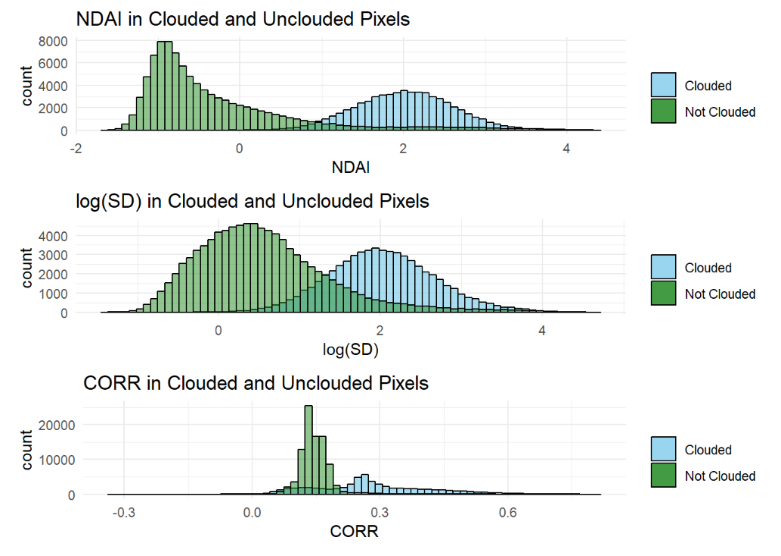 NDAI in Clouded and Unclouded Pixels
8000
6000
4000
2000
0
count
-2 0 2 4
NDAI
Clouded
Not Clouded
log(SD) in Clouded and Unclouded Pixels
4000
3000
2000
1000
0
count
0 2 4
log(SD)
Clouded
Not Clouded
CORR in Clouded and Unclouded Pixels
20000
10000
0
count
-0.3 0.0 0.3 0.6
CORR
Clouded
Not Clouded